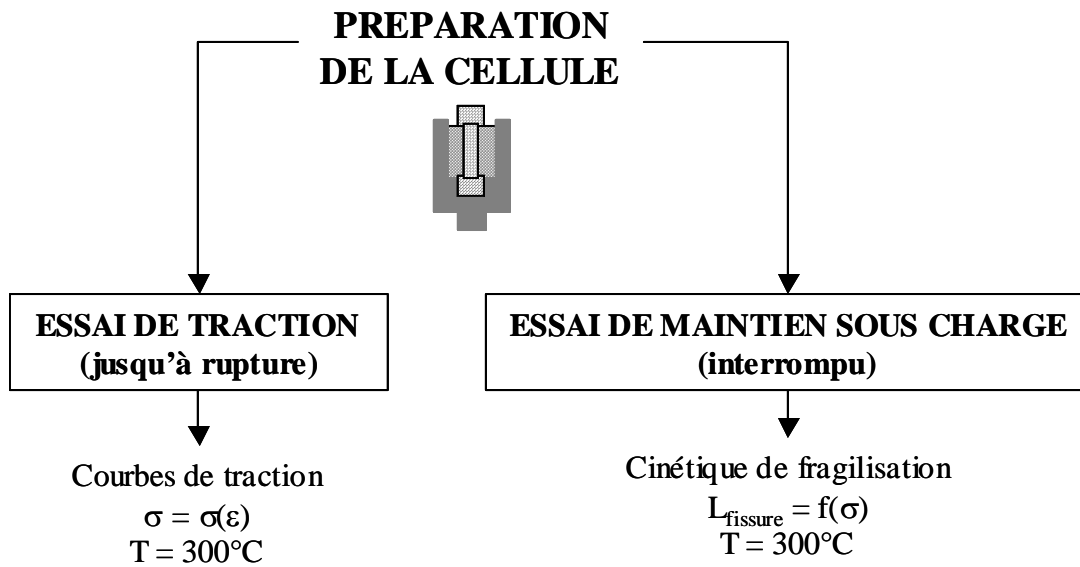 PREPARATION
DE LA CELLULE
ESSAI DE TRACTION
(jusqu'à rupture)
ESSAI DE MAINTIEN SOUS CHARGE
(interrompu)
Courbes de traction
σ = σ(ε)
T = 300°C
Cinétique de fragilisation
L_fissure = f(σ)
T = 300°C